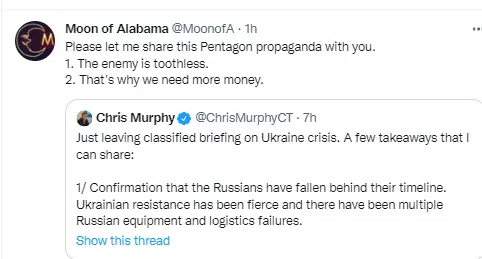 Moon of Alabama @MoonofA · 1h
Please let me share this Pentagon propaganda with you.
1. The enemy is toothless.
2. That's why we need more money.
Chris Murphy @ChrisMurphyCT · 7h
Just leaving classified briefing on Ukraine crisis. A few takeaways that I
can share:
1/ Confirmation that the Russians have fallen behind their timeline.
Ukrainian resistance has been fierce and there have been multiple
Russian equipment and logistics failures.
Show this thread